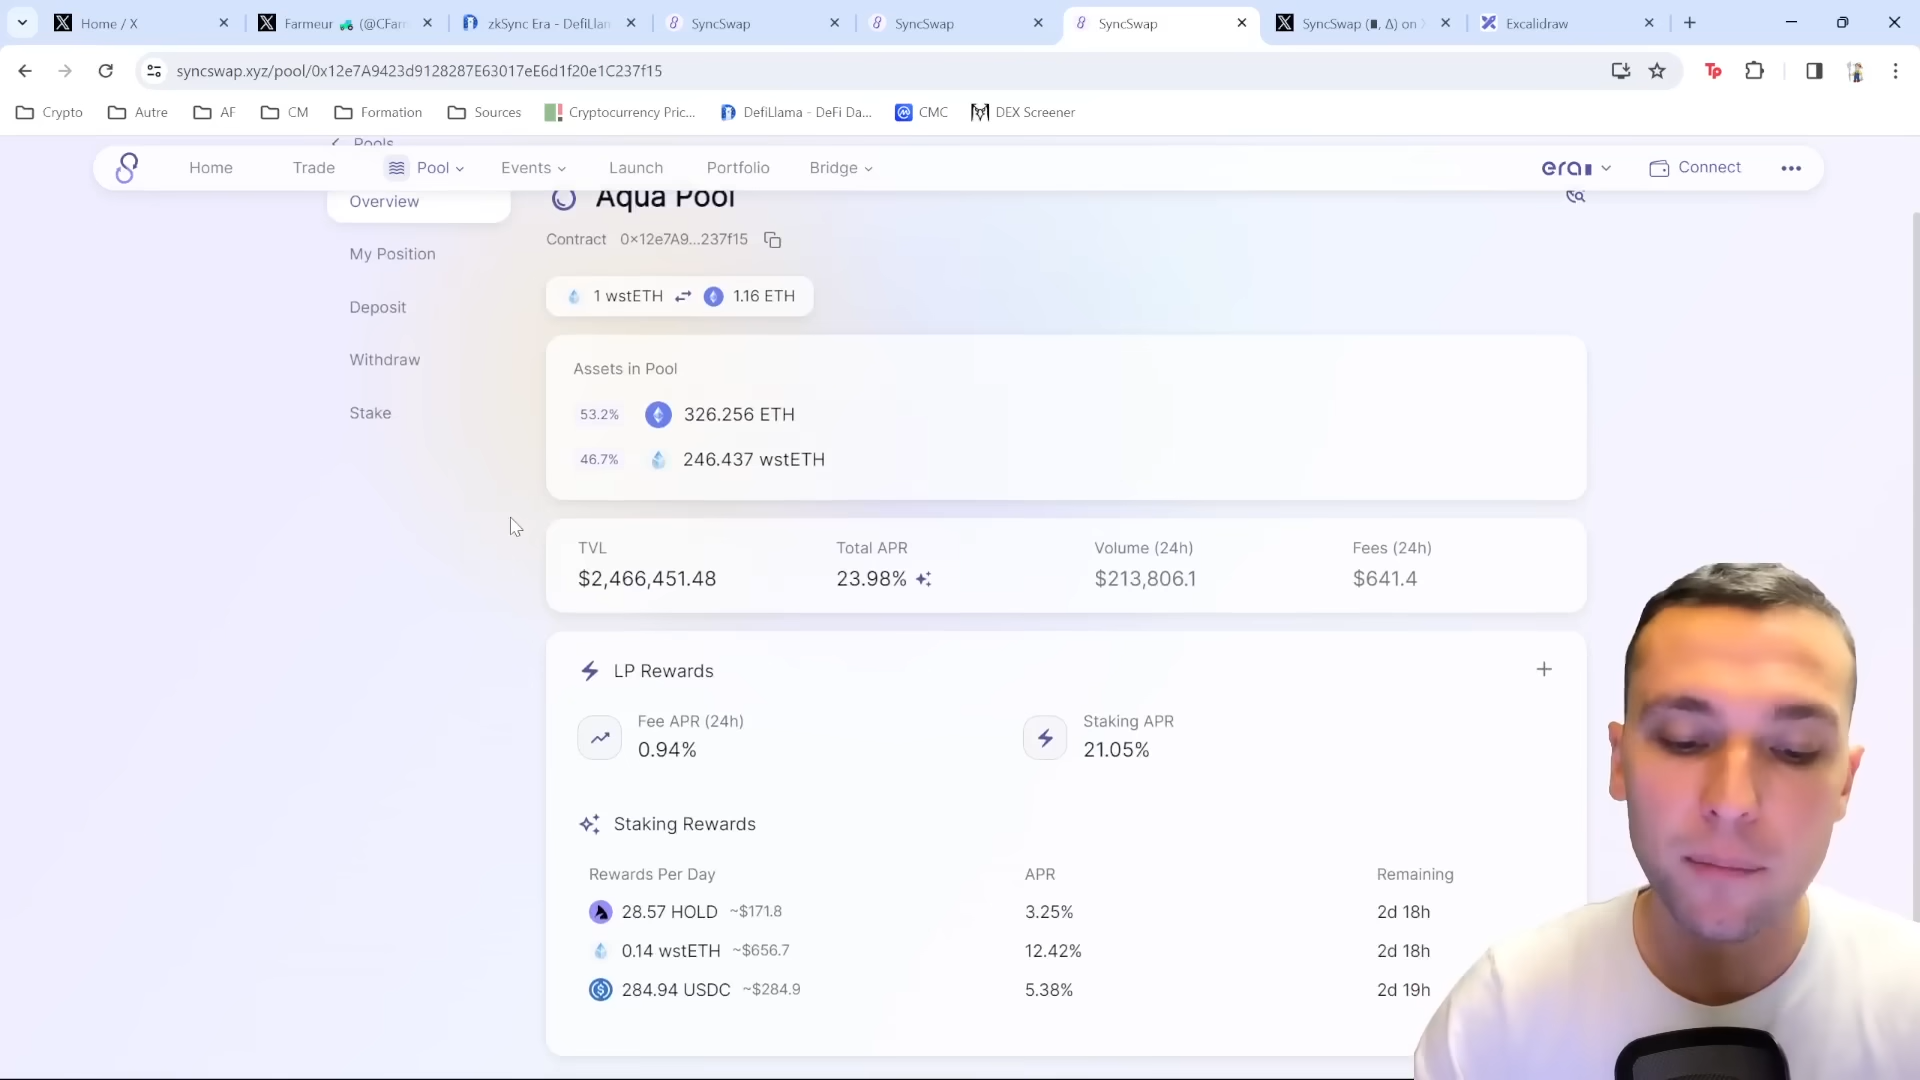 Home / X
Farmeur 🚜 (@CFarm
zkSync Era - DefiLlam
SyncSwap
SyncSwap
SyncSwap
SyncSwap (∎, Δ) on X
Excalidraw
syncswap.xyz/pool/0x12e7A9423d9128287E63017eE6d1f20e1C237f15
Crypto
Autre
AF
CM
Formation
Sources
Cryptocurrency Pric...
DefiLlama - DeFi Da...
CMC
DEX Screener
Pools
Home
Trade
Pool
Events
Launch
Portfolio
Bridge
era
Connect
Overview
My Position
Deposit
Withdraw
Stake
Aqua Pool
Contract 0×12e7A9...237f15
1 wstETH
1.16 ETH
Assets in Pool
53.2% 326.256 ETH
46.7% 246.437 wstETH
TVL Total APR Volume (24h) Fees (24h)
$2,466,451.48 23.98% $213,806.1 $641.4
LP Rewards
Fee APR (24h) Staking APR
0.94% 21.05%
Staking Rewards
Rewards Per Day APR Remaining
28.57 HOLD ~$171.8 3.25% 2d 18h
0.14 wstETH ~$656.7 12.42% 2d 18h
284.94 USDC ~$284.9 5.38% 2d 19h